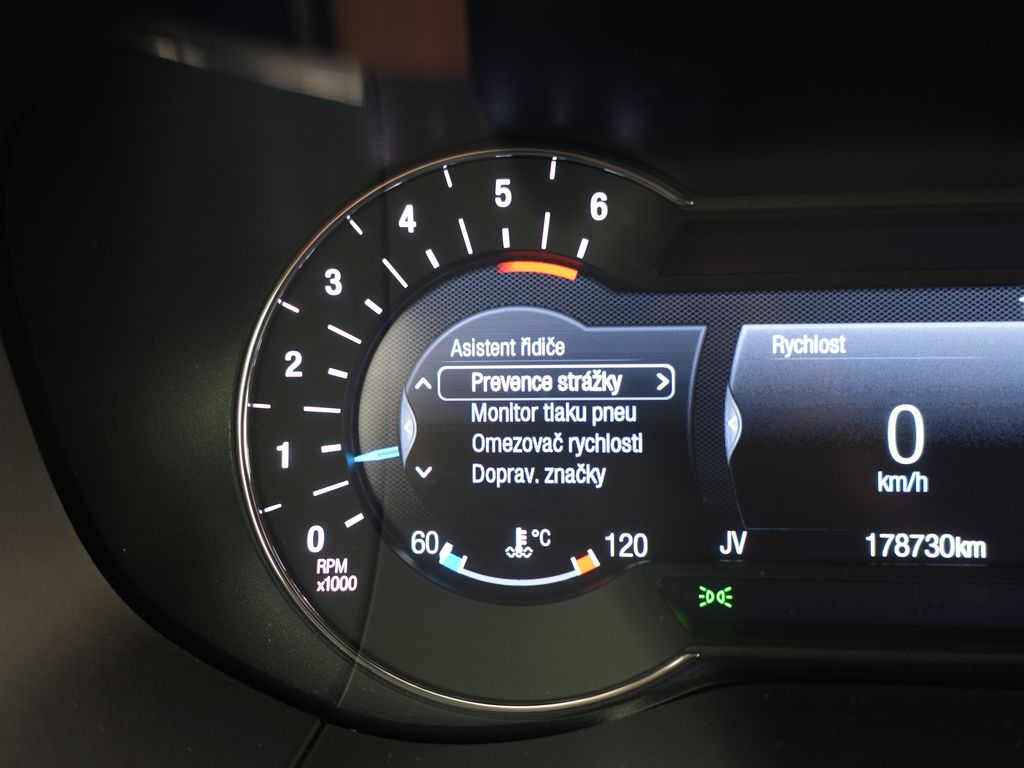 6
5
4
3
2
1
0
RPM
x1000
Asistent řidiče
Prevence strážky
Monitor tlaku pneu
Omezovač rychlosti
Doprav. značky
60
°C
120
Rychlost
0
km/h
JV
178730km